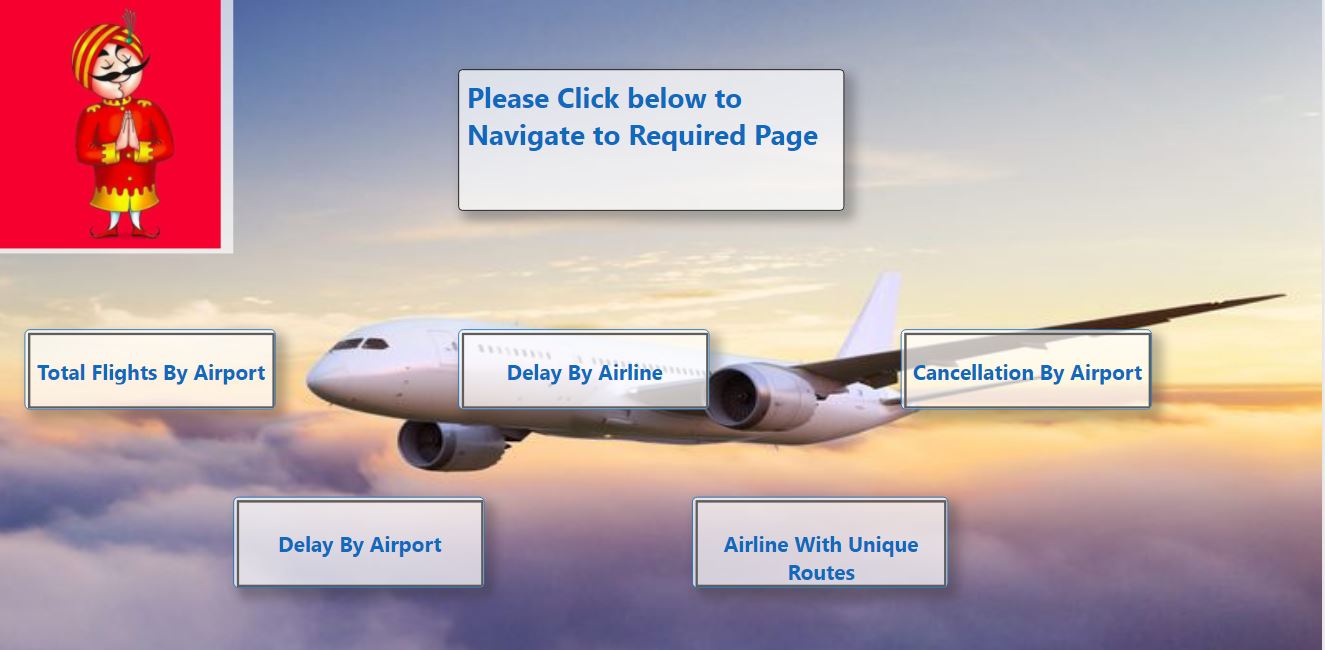 Please Click below to
Navigate to Required Page
Total Flights By Airport
Delay By Airline
Cancellation By Airport
Delay By Airport
Airline With Unique
Routes